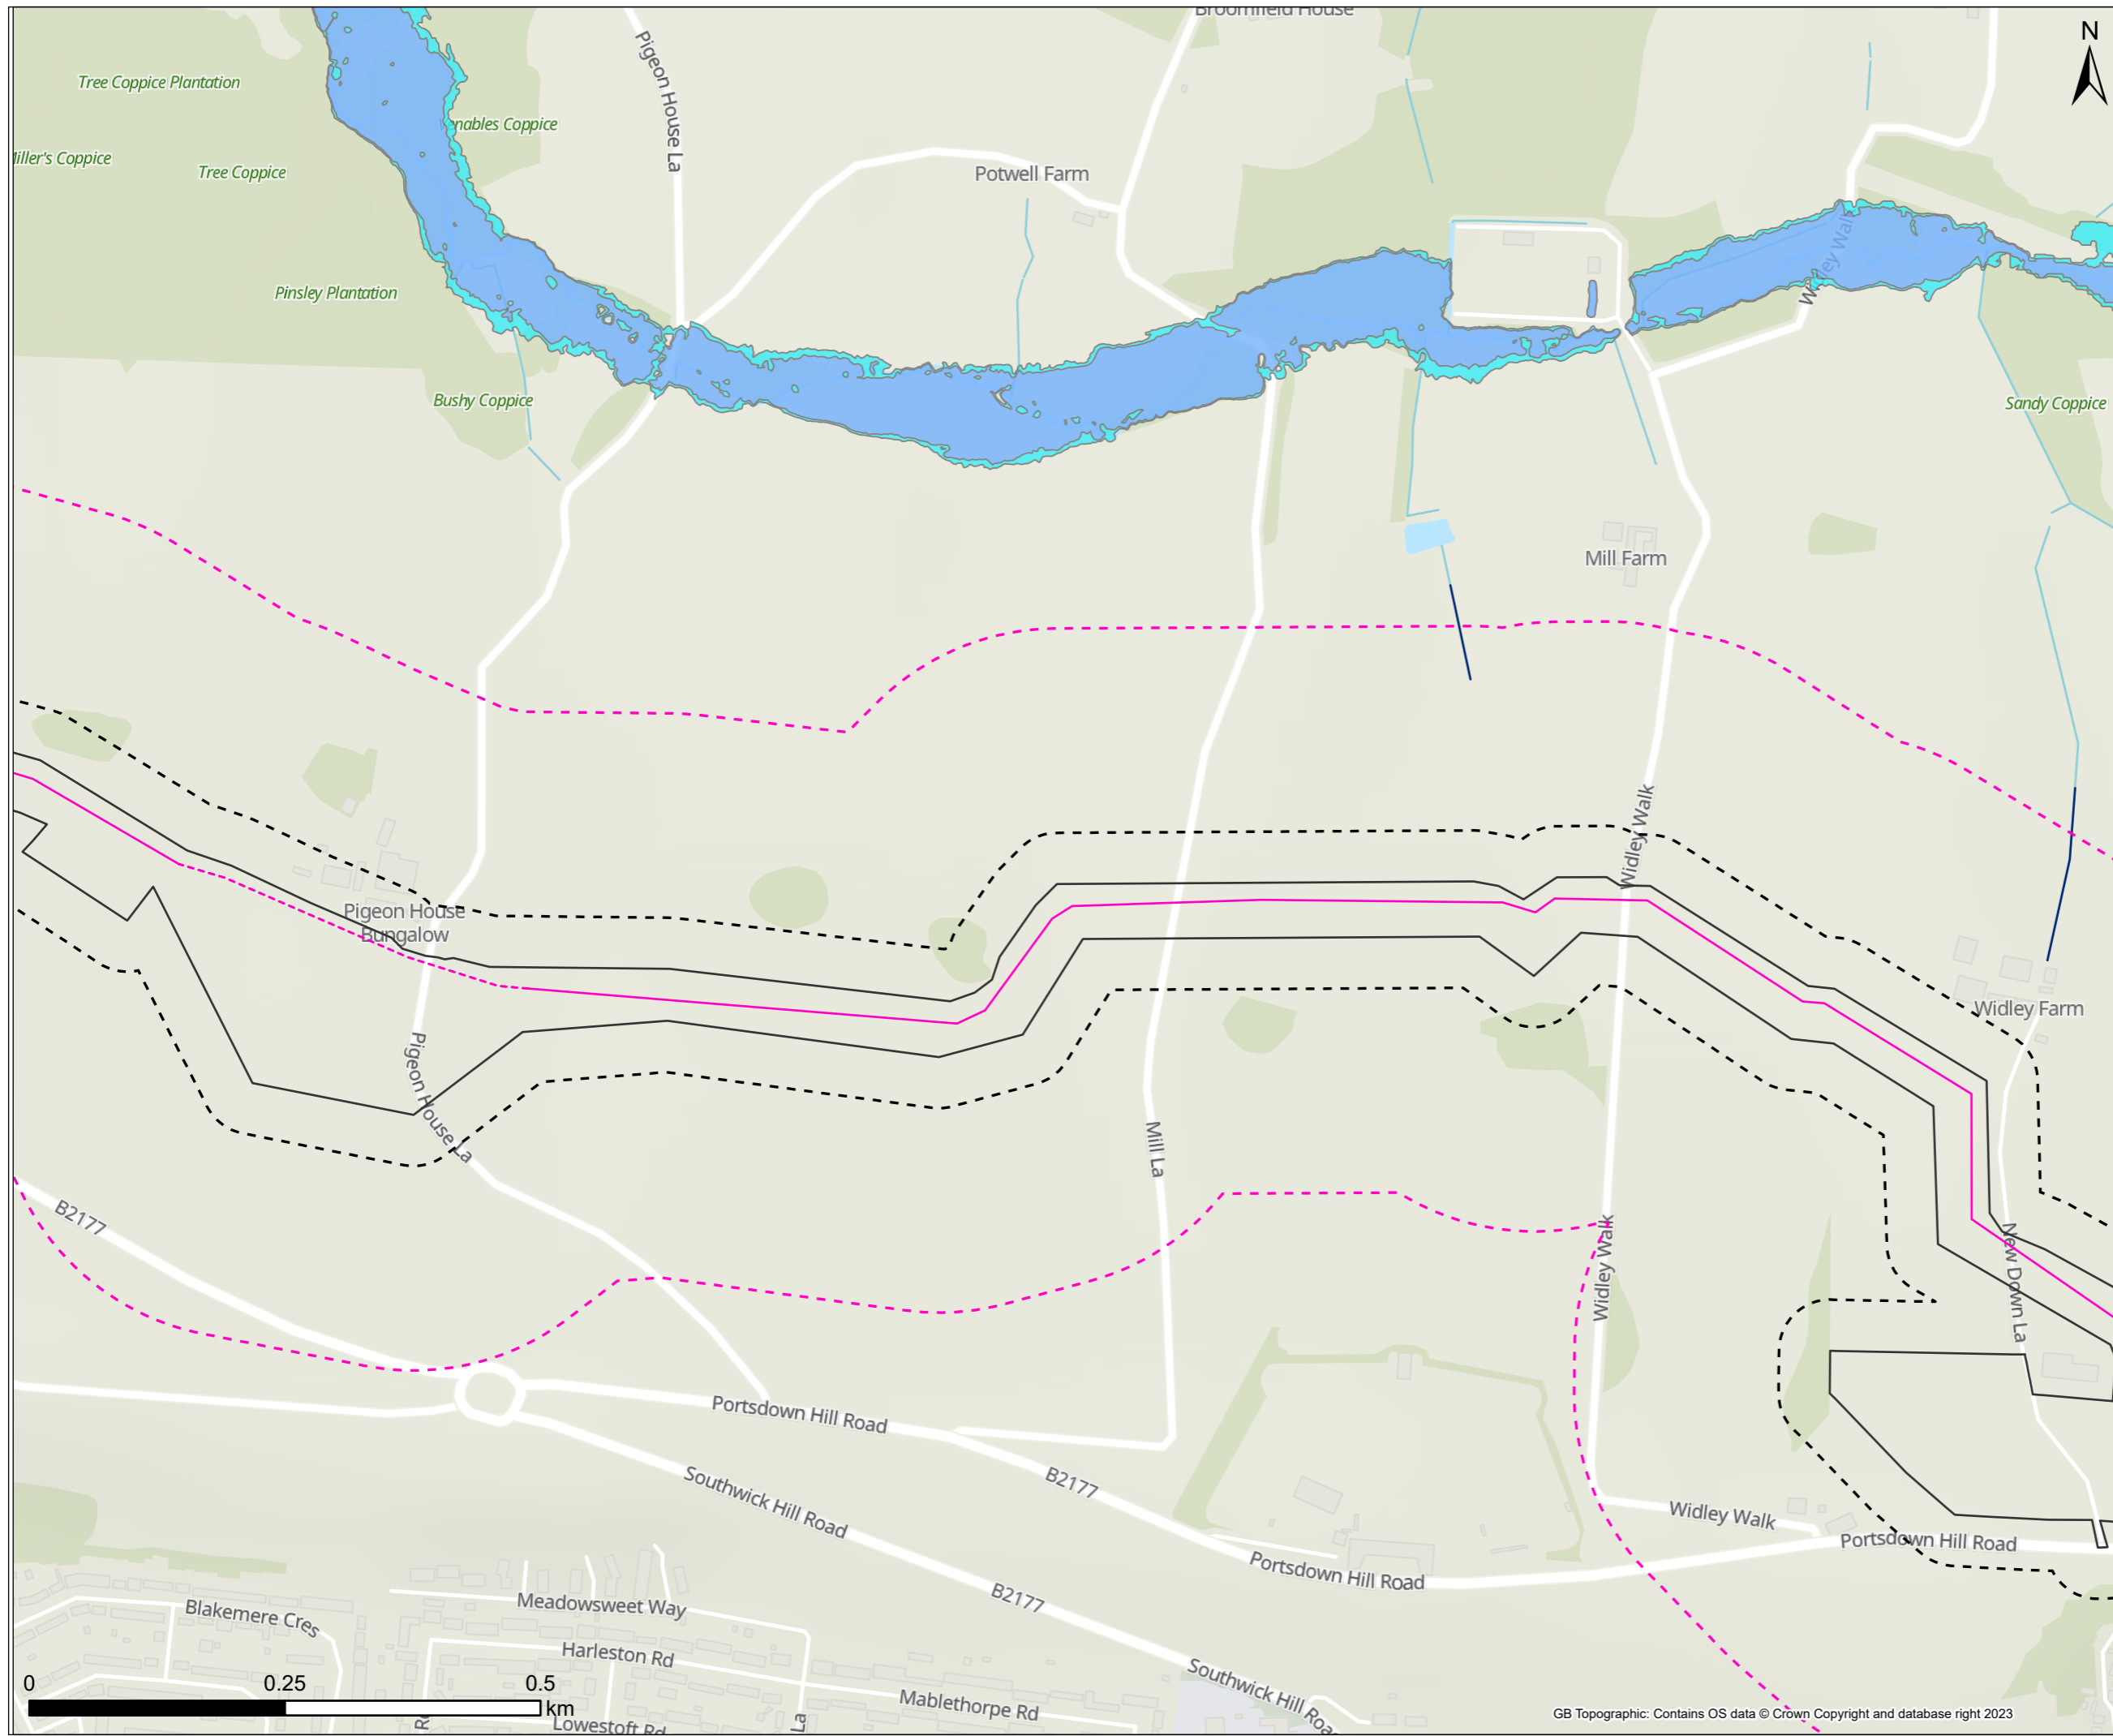 Broomfield House
N
Pigeon House La
Tree Coppice Plantation
Miller's Coppice
Tree Coppice
Potwell Farm
Widley Walk
Pinsley Plantation
Bushy Coppice
Sandy Coppice
Mill Farm
Widley Walk
Pigeon House
Bungalow
Widley Farm
Pigeon House La
Mill La
B2177
Widley Walk
New Down La
Portsdown Hill Road
B2177
Southwick Hill Road
Widley Walk
Portsdown Hill Road
Portsdown Hill Road
B2177
Meadowsweet Way
Blakemere Cres
Harleston Rd
Southwick Hill Road
Mablethorpe Rd
Lowestoft Rd
La
0 0.25 0.5
km
GB Topographic: Contains OS data © Crown Copyright and database right 2023